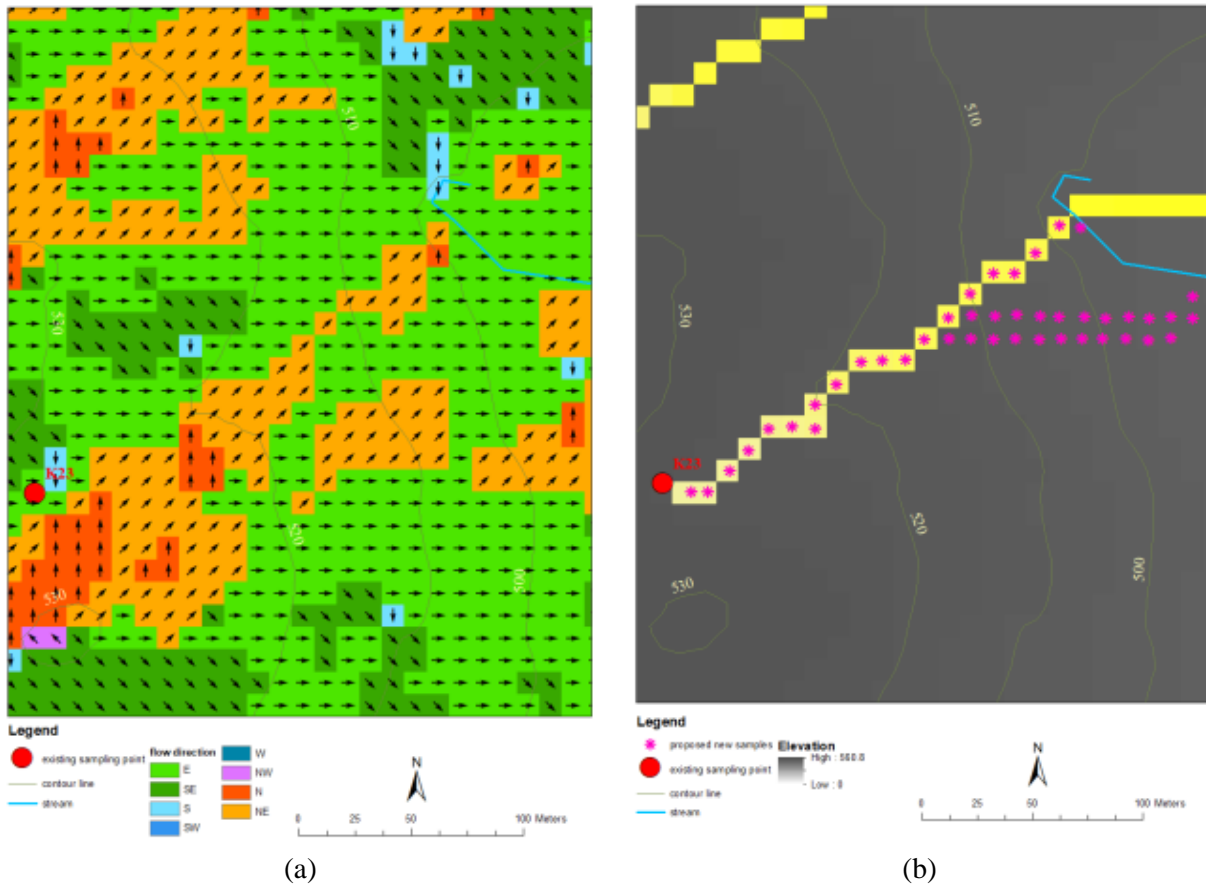 510
530
K23
520
500
530
Legend
existing sampling point
contour line
stream
flow direction
E
SE
S
SW
W
NW
N
NE
N
0 50 100 Meters
(a)
510
530
K23
520
530
500
Legend
proposed new samples
existing sampling point
contour line
stream
Elevation
High : 560.8
Low : 0
N
0 25 50 100 Meters
(b)